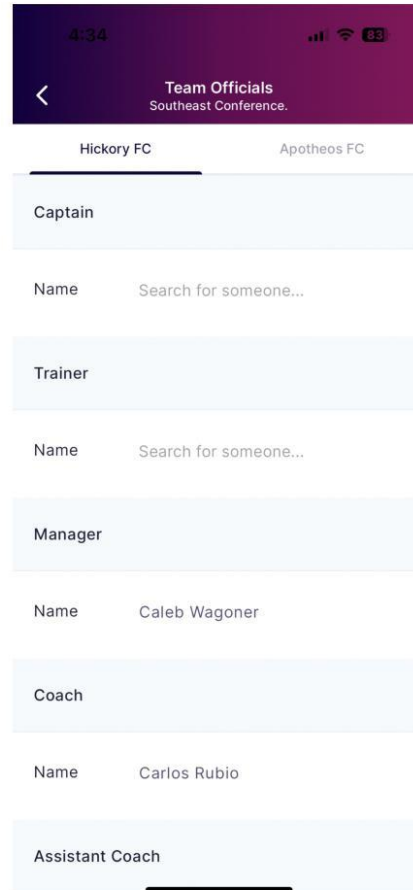 4:34
83
Team Officials
Southeast Conference.
Hickory FC Apotheos FC
Captain
Name Search for someone...
Trainer
Name Search for someone...
Manager
Name Caleb Wagoner
Coach
Name Carlos Rubio
Assistant Coach